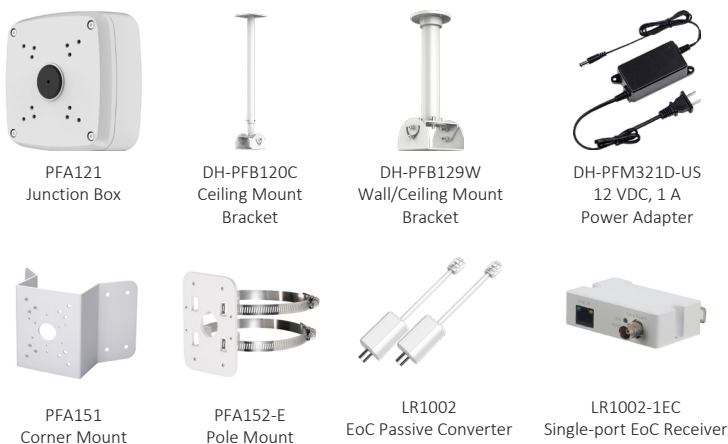 PFA121
Junction Box
DH-PFB120C
Ceiling Mount
Bracket
DH-PFB129W
Wall/Ceiling Mount
Bracket
DH-PFM321D-US
12 VDC, 1 A
Power Adapter
PFA151
Corner Mount
PFA152-E
Pole Mount
LR1002
EoC Passive Converter
LR1002-1EC
Single-port EoC Receiver